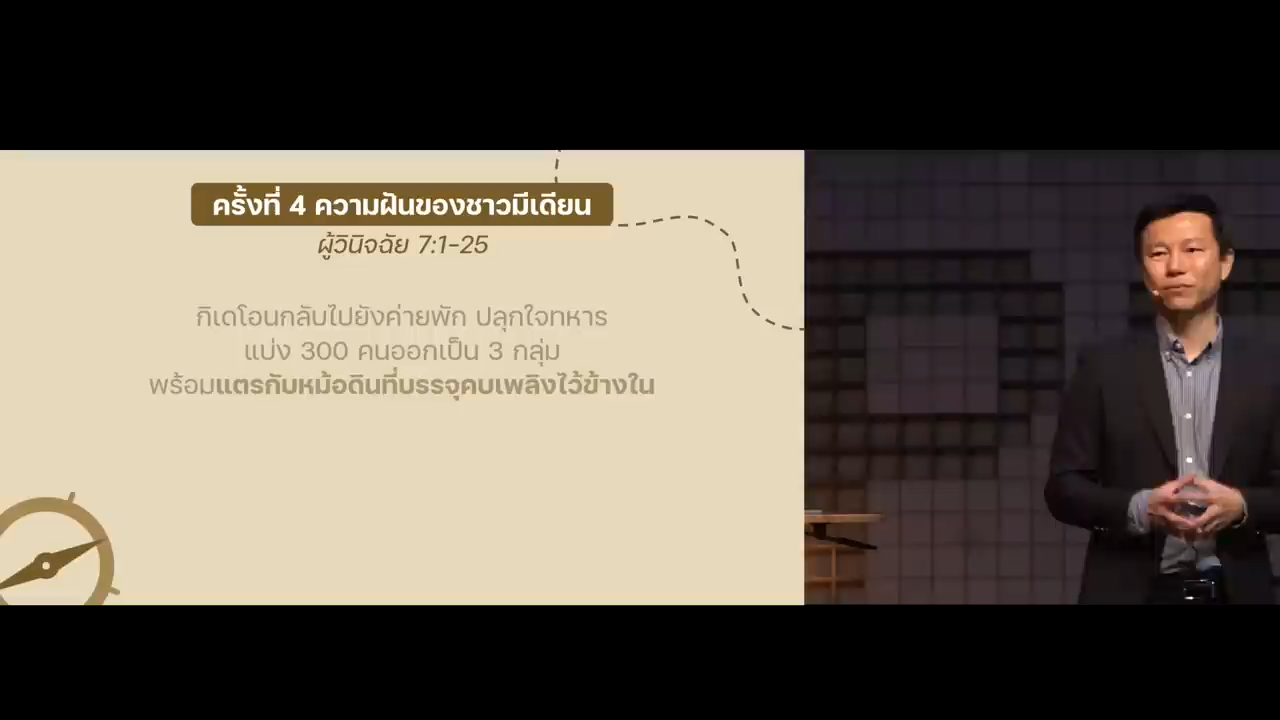 ครั้งที่ 4 ความฝันของชาวมีเดียน
ผู้วินิจฉัย 7:1-25
กิเดโอนกลับไปยังค่ายพัก ปลุกใจทหาร
แบ่ง 300 คนออกเป็น 3 กลุ่ม
พร้อมแตรกับหม้อดินที่บรรจุคบเพลิงไว้ข้างใน